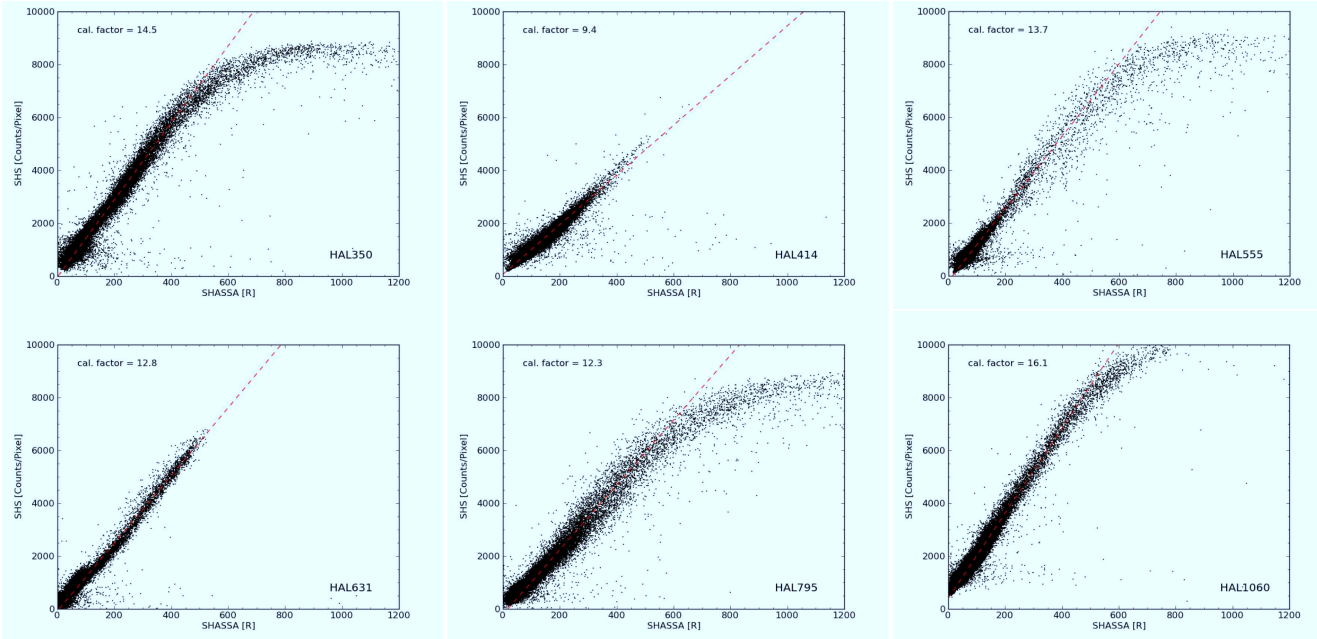 10000
cal. factor = 14.5
8000
6000
4000
2000
0
SHS [Counts/Pixel]
HAL350
0 200 400 600 800 1000 1200
SHASSA [R]
10000
cal. factor = 9.4
8000
6000
4000
2000
0
SHS [Counts/Pixel]
HAL414
0 200 400 600 800 1000 1200
SHASSA [R]
10000
cal. factor = 13.7
8000
6000
4000
2000
0
SHS [Counts/Pixel]
HAL555
0 200 400 600 800 1000 1200
SHASSA [R]
10000
cal. factor = 12.8
8000
6000
4000
2000
0
SHS [Counts/Pixel]
HAL631
0 200 400 600 800 1000 1200
SHASSA [R]
10000
cal. factor = 12.3
8000
6000
4000
2000
0
SHS [Counts/Pixel]
HAL795
0 200 400 600 800 1000 1200
SHASSA [R]
10000
cal. factor = 16.1
8000
6000
4000
2000
0
SHS [Counts/Pixel]
HAL1060
0 200 400 600 800 1000 1200
SHASSA [R]